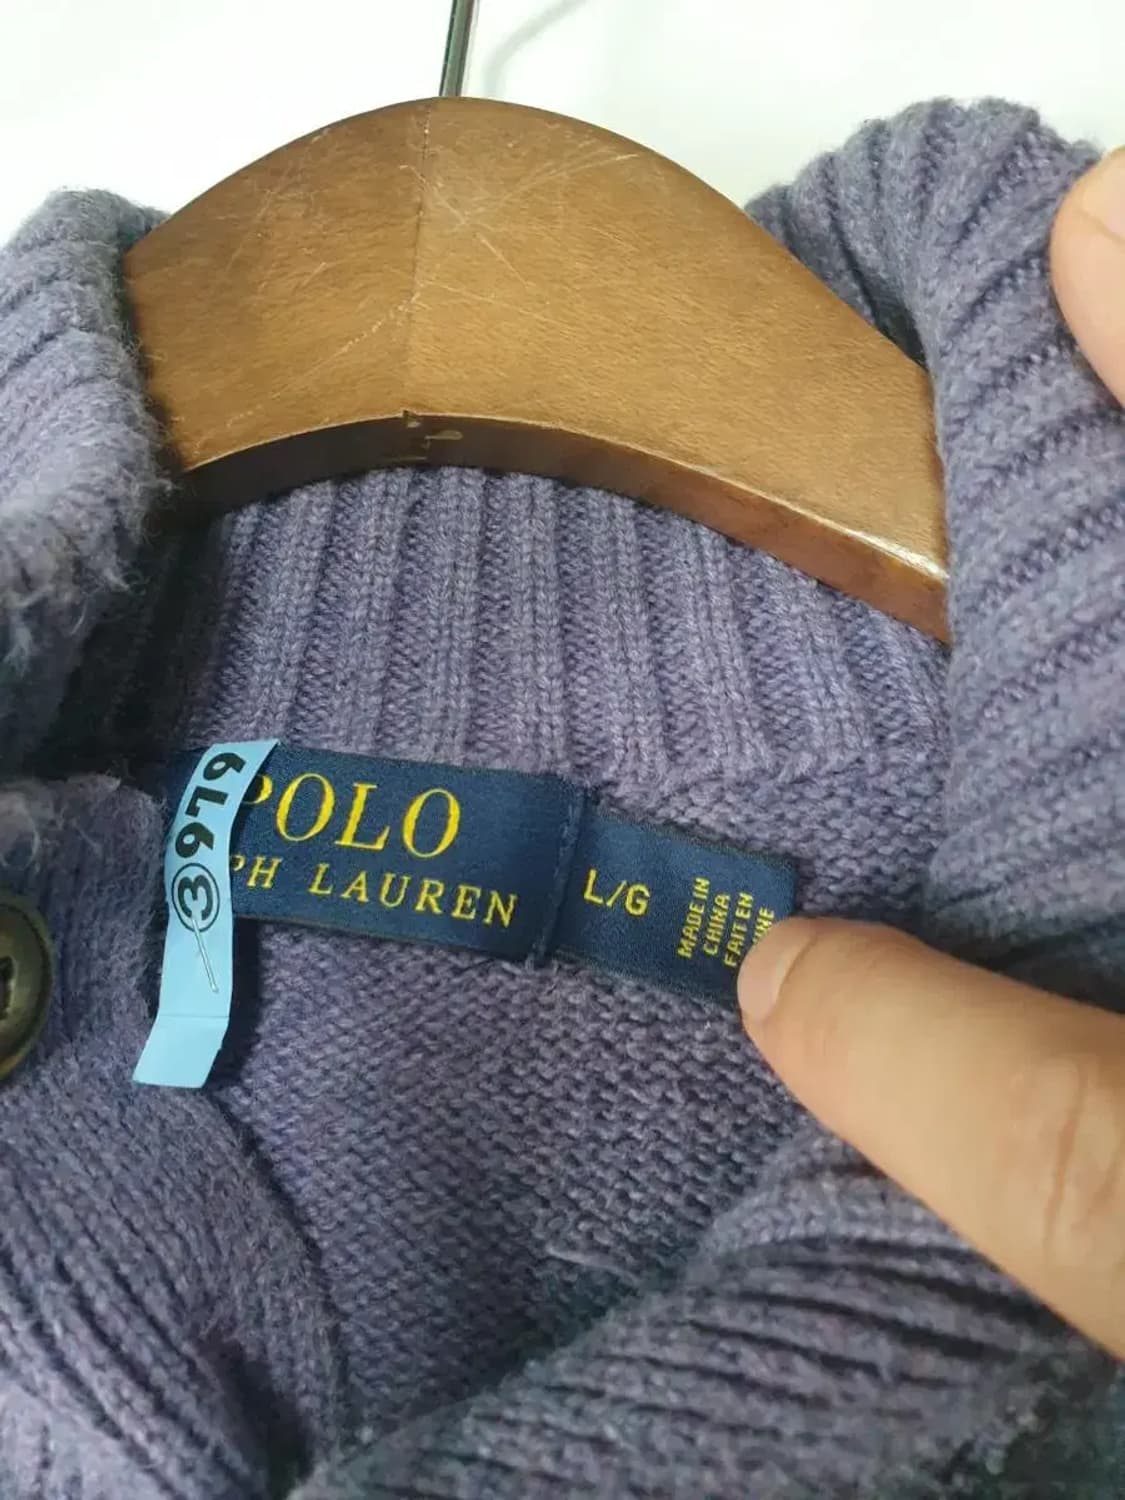 ③979
POLO
PH LAUREN
L/G
MADE IN
CHINA
FAIT EN